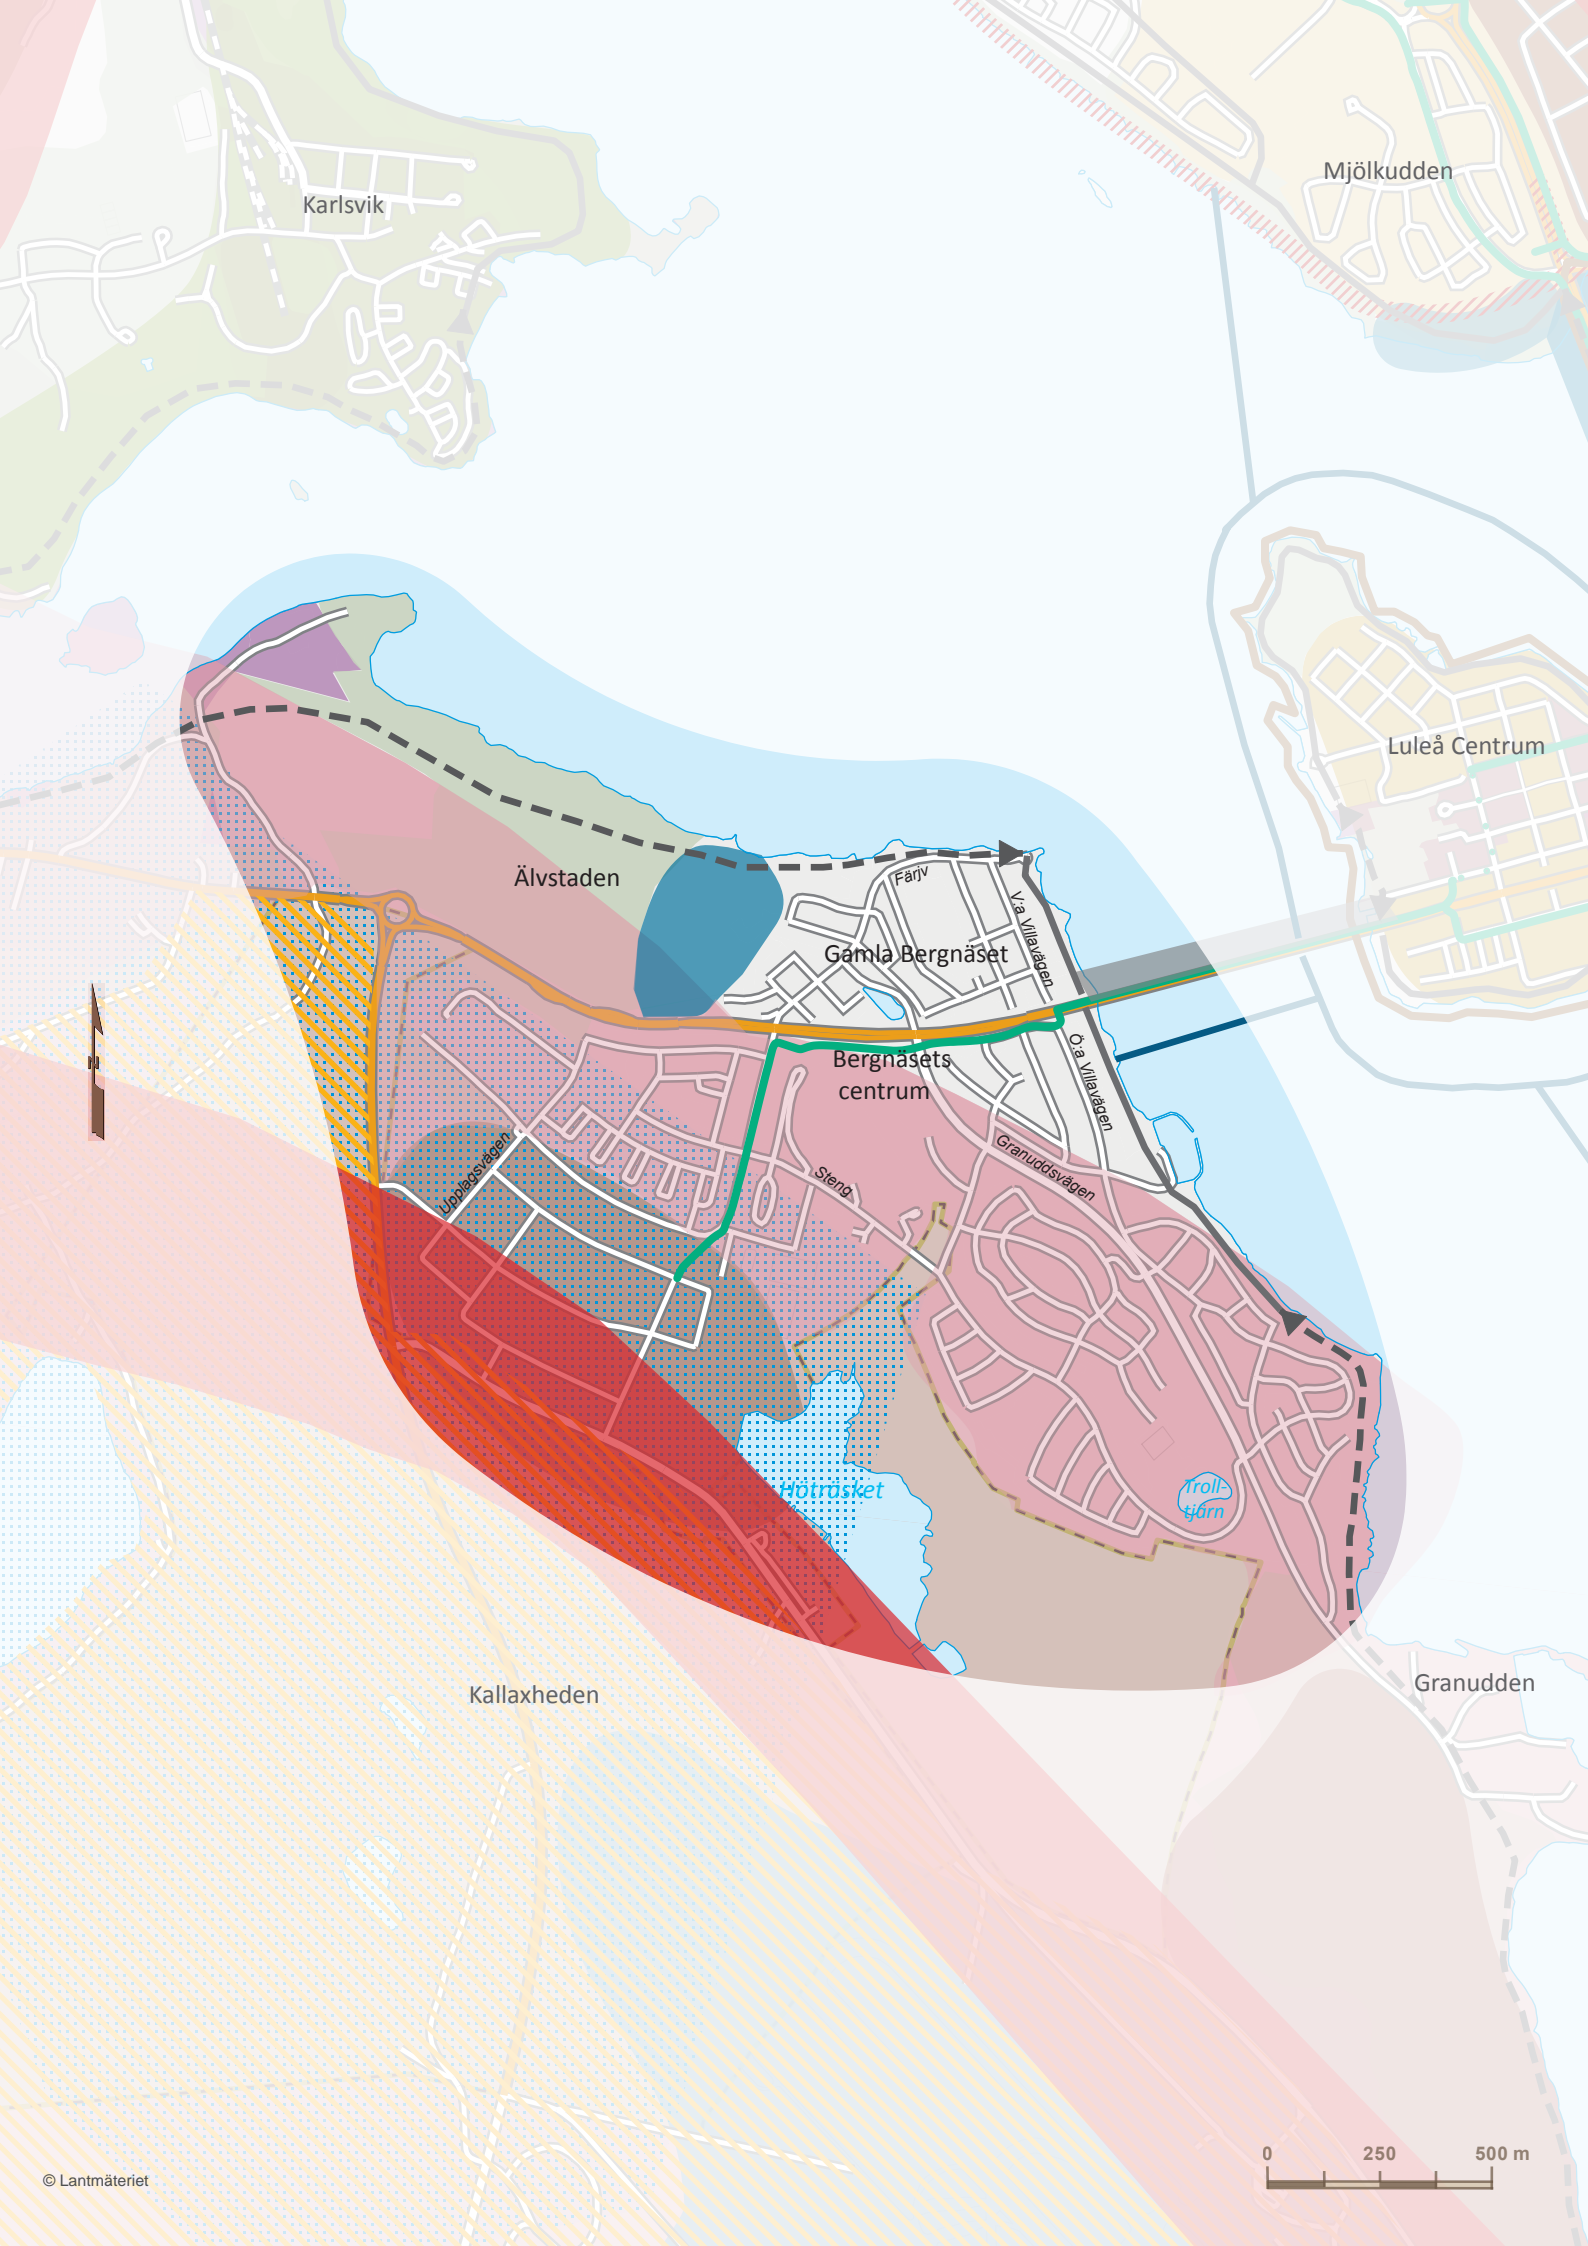 Mjölkudden
Karlsvik
Luleå Centrum
Älvstaden
Färjv
V:a Villavägen
Gamla Bergnäset
Bergnäsets
centrum
Ö:a Villavägen
N
Upplagsvägen
Steng
Granuddsvägen
Höträsket
Troll-
tjärn
Kallaxheden
Granudden
0 250 500 m
© Lantmäteriet